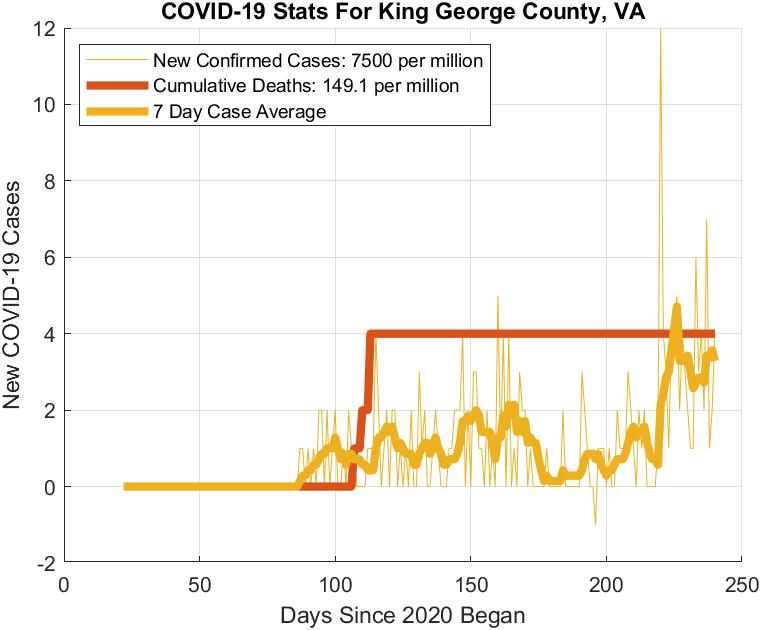 COVID-19 Stats For King George County, VA
New Confirmed Cases: 7500 per million
Cumulative Deaths: 149.1 per million
7 Day Case Average
New COVID-19 Cases
12
10
8
6
4
2
0
-2
0 50 100 150 200 250
Days Since 2020 Began